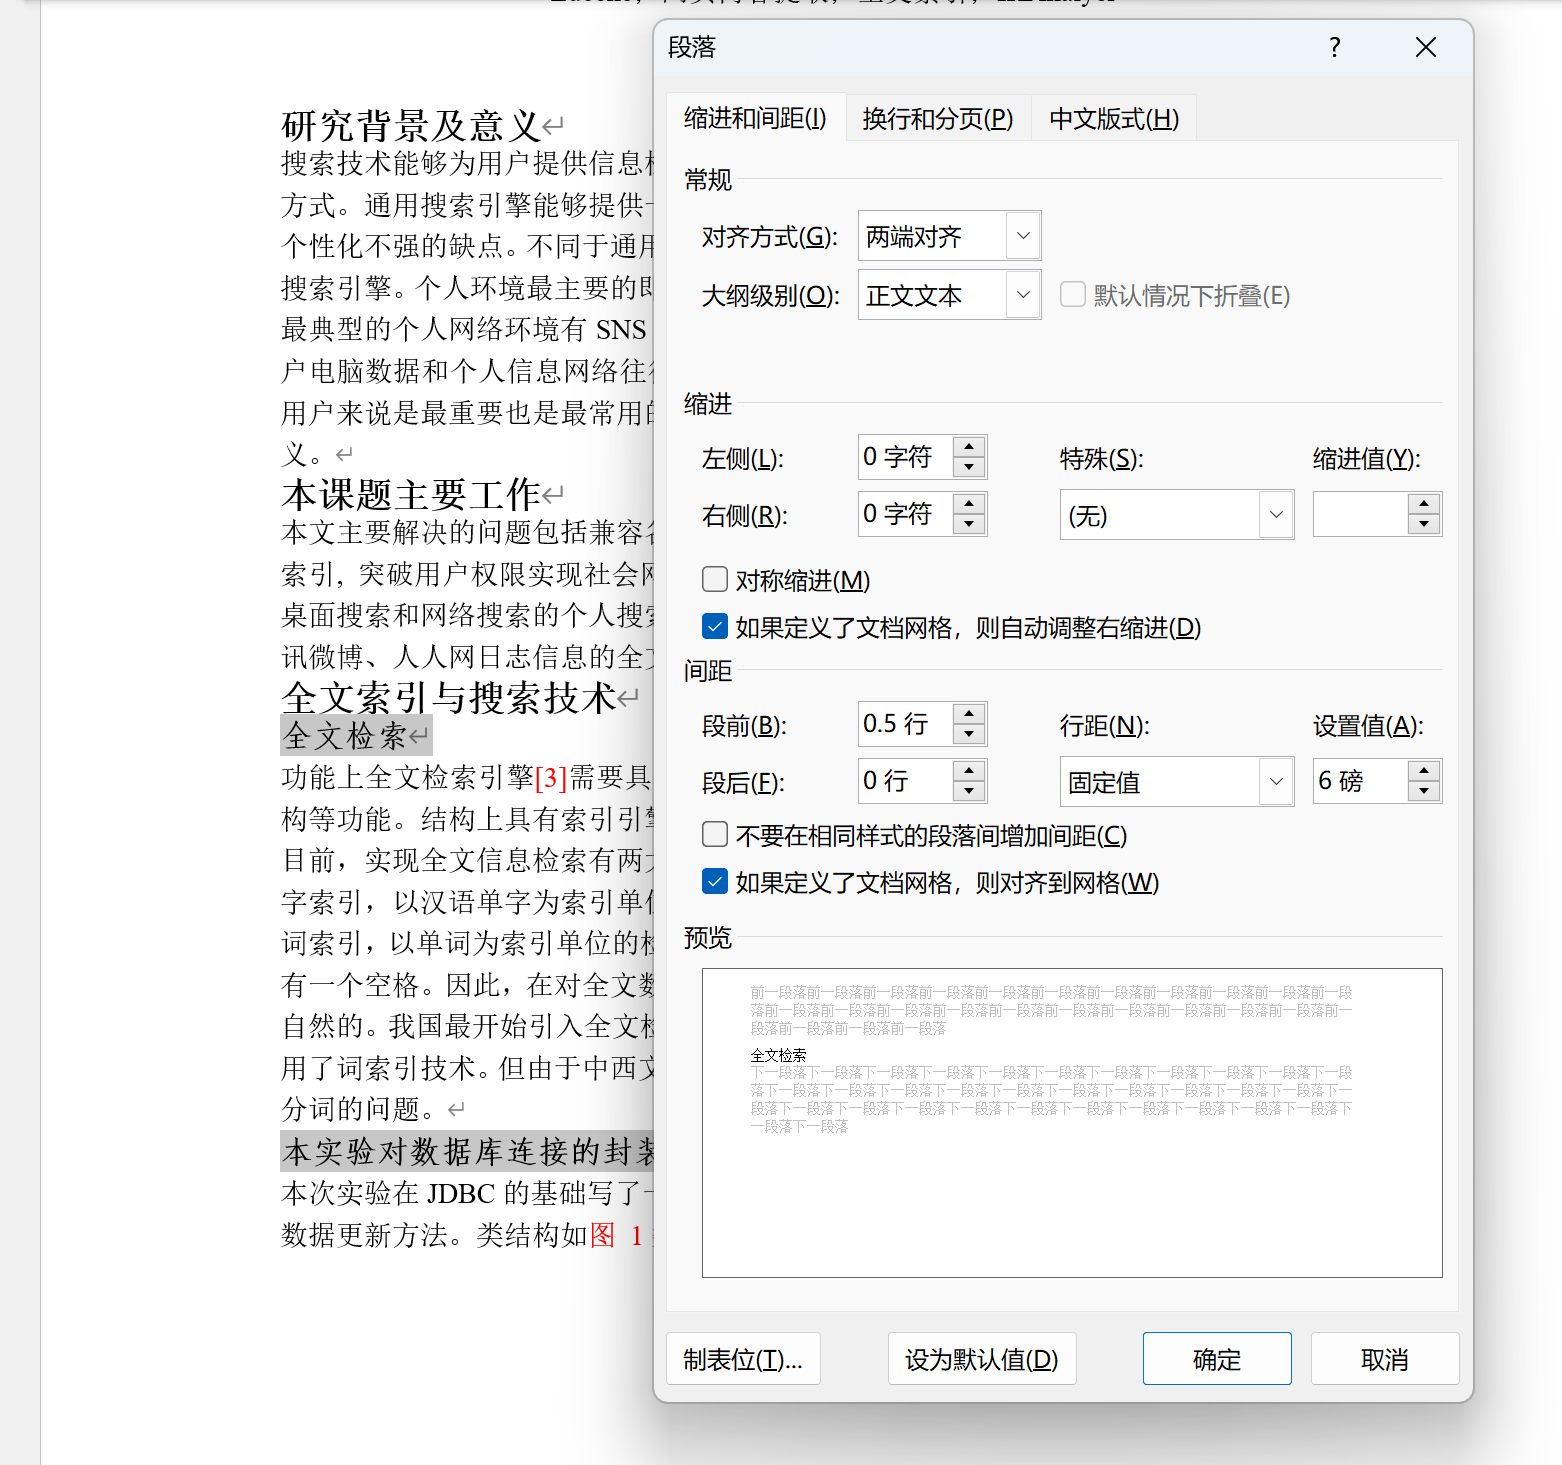 段落
?
研究背景及意义
搜索技术能够为用户提供信息
方式。通用搜索引擎能够提供
个性化不强的缺点。不同于通用
搜索引擎。个人环境最主要的即
最典型的个人网络环境有 SNS
户电脑数据和个人信息网络往
用户来说是最重要也是最常用的
义。
本课题主要工作
本文主要解决的问题包括兼容
索引，突破用户权限实现社会网
桌面搜索和网络搜索的个人搜索
讯微博、人人网日志信息的全文
全文索引与搜索技术
全文检索
功能上全文检索引擎[3]需要具
构等功能。结构上具有索引引擎
目前，实现全文信息检索有两
字索引，以汉语单字为索引单位
词索引，以单词为索引单位的检
有一个空格。因此，在对全文数
自然的。我国最开始引入全文检
用了词索引技术。但由于中西文
分词的问题。
本实验对数据库连接的封装
本次实验在 JDBC 的基础写了一
数据更新方法。类结构如图 1
缩进和间距(I) 换行和分页(P) 中文版式(H)
常规
对齐方式(G): 两端对齐
大纲级别(O): 正文文本 默认情况下折叠(E)
缩进
左侧(L): 0 字符 特殊(S): 缩进值(Y):
右侧(R): 0 字符 (无)
对称缩进(M)
如果定义了文档网格，则自动调整右缩进(D)
间距
段前(B): 0.5 行 行距(N): 设置值(A):
段后(F): 0 行 固定值 6 磅
不要在相同样式的段落间增加间距(C)
如果定义了文档网格，则对齐到网格(W)
预览
前一段落前一段落前一段落前一段落前一段落前一段落前一段落前一段落前一段落前一段落前一段
落前一段落前一段落前一段落前一段落前一段落前一段落前一段落前一段落前一段落前一段落前一
段落前一段落前一段落前一段落
全文检索
下一段落下一段落下一段落下一段落下一段落下一段落下一段落下一段落下一段落下一段落下一段
落下一段落下一段落下一段落下一段落下一段落下一段落下一段落下一段落下一段落下一段落下一
段落下一段落下一段落下一段落下一段落下一段落下一段落下一段落下一段落下一段落下一段落下
一段落下一段落
制表位(T)... 设为默认值(D) 确定 取消